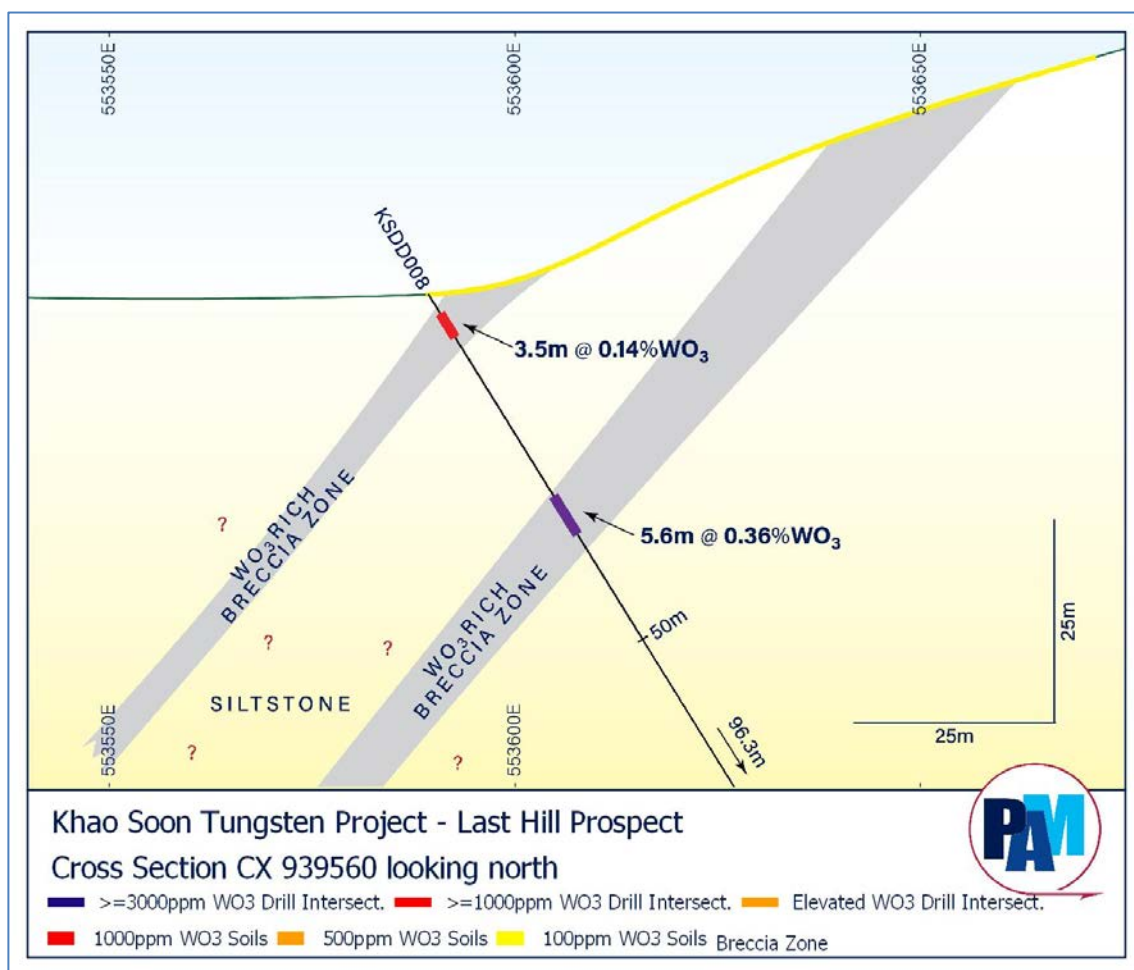 553550E
553600E
553650E
KSDD008
3.5m @ 0.14%WO₃
5.6m @ 0.36%WO₃
WO₃ RICH
BRECCIA ZONE
WO₃ RICH
BRECCIA ZONE
?
?
?
?
?
SILTSTONE
50m
96.3m
25m
25m
553550E
553600E
PAM
Khao Soon Tungsten Project - Last Hill Prospect
Cross Section CX 939560 looking north
>=3000ppm WO3 Drill Intersect. >=1000ppm WO3 Drill Intersect. Elevated WO3 Drill Intersect.
1000ppm WO3 Soils 500ppm WO3 Soils 100ppm WO3 Soils Breccia Zone